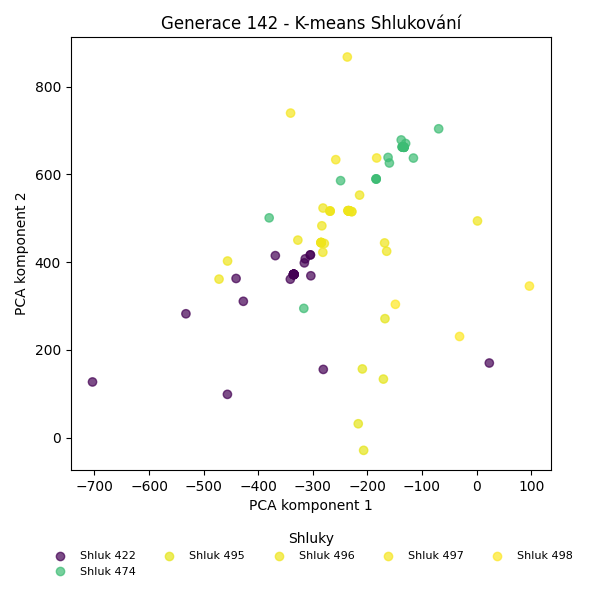 Generace 142 - K-means Shlukování
800
600
400
200
0
PCA komponent 2
−700 −600 −500 −400 −300 −200 −100 0 100
PCA komponent 1
Shluky
Shluk 422 Shluk 495 Shluk 496 Shluk 497 Shluk 498
Shluk 474